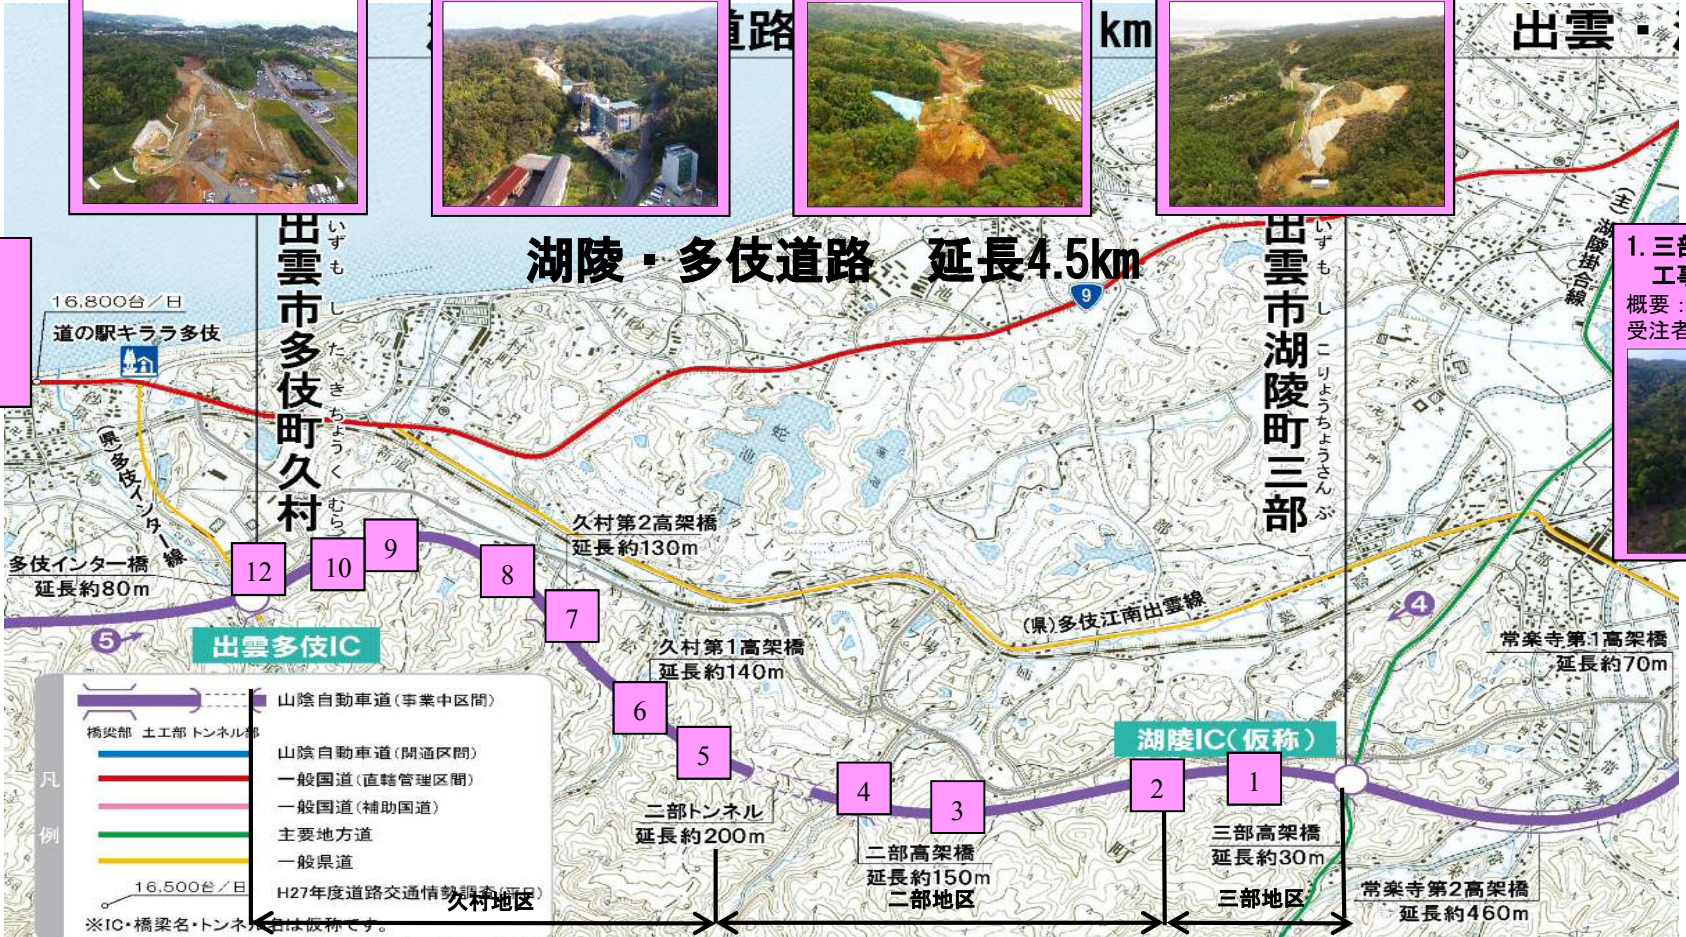 道路
km
出雲・
湖陵・多伎道路　延長4.5km
9
16,800台／日
道の駅キララ多伎
出雲市多伎町久村
いずもしたきちょうくむら
出雲市湖陵町三部
いずもしこりょうちょうさんぶ
(主)湖陵掛合線
1. 三部
工事
概要：
受注者
(県)多伎インター線
蛇池
蓮池
多伎インター橋
延長約80m
久村第2高架橋
延長約130m
12
10
9
8
7
6
5
4
3
2
1
5
出雲多伎IC
久村第1高架橋
延長約140m
(県)多伎江南出雲線
4
常楽寺第1高架橋
延長約70m
湖陵IC(仮称)
二部トンネル
延長約200m
二部高架橋
延長約150m
三部高架橋
延長約30m
常楽寺第2高架橋
延長約460m
凡例
山陰自動車道(事業中区間)
橋梁部 土工部 トンネル部
山陰自動車道(開通区間)
一般国道(直轄管理区間)
一般国道(補助国道)
主要地方道
一般県道
16,500台／日
H27年度道路交通情勢調査(平日)
※IC・橋梁名・トンネル名は仮称です。
久村地区
二部地区
三部地区